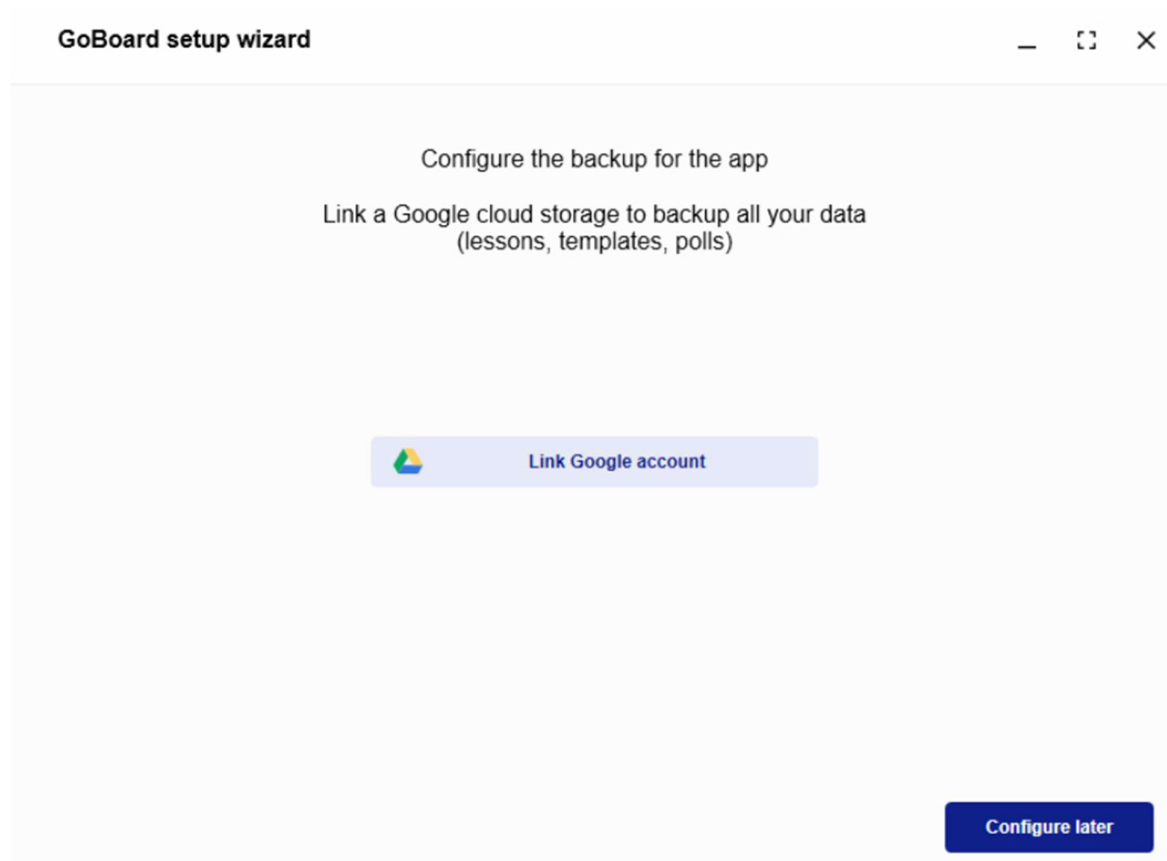 GoBoard setup wizard
Configure the backup for the app
Link a Google cloud storage to backup all your data
(lessons, templates, polls)
Link Google account
Configure later